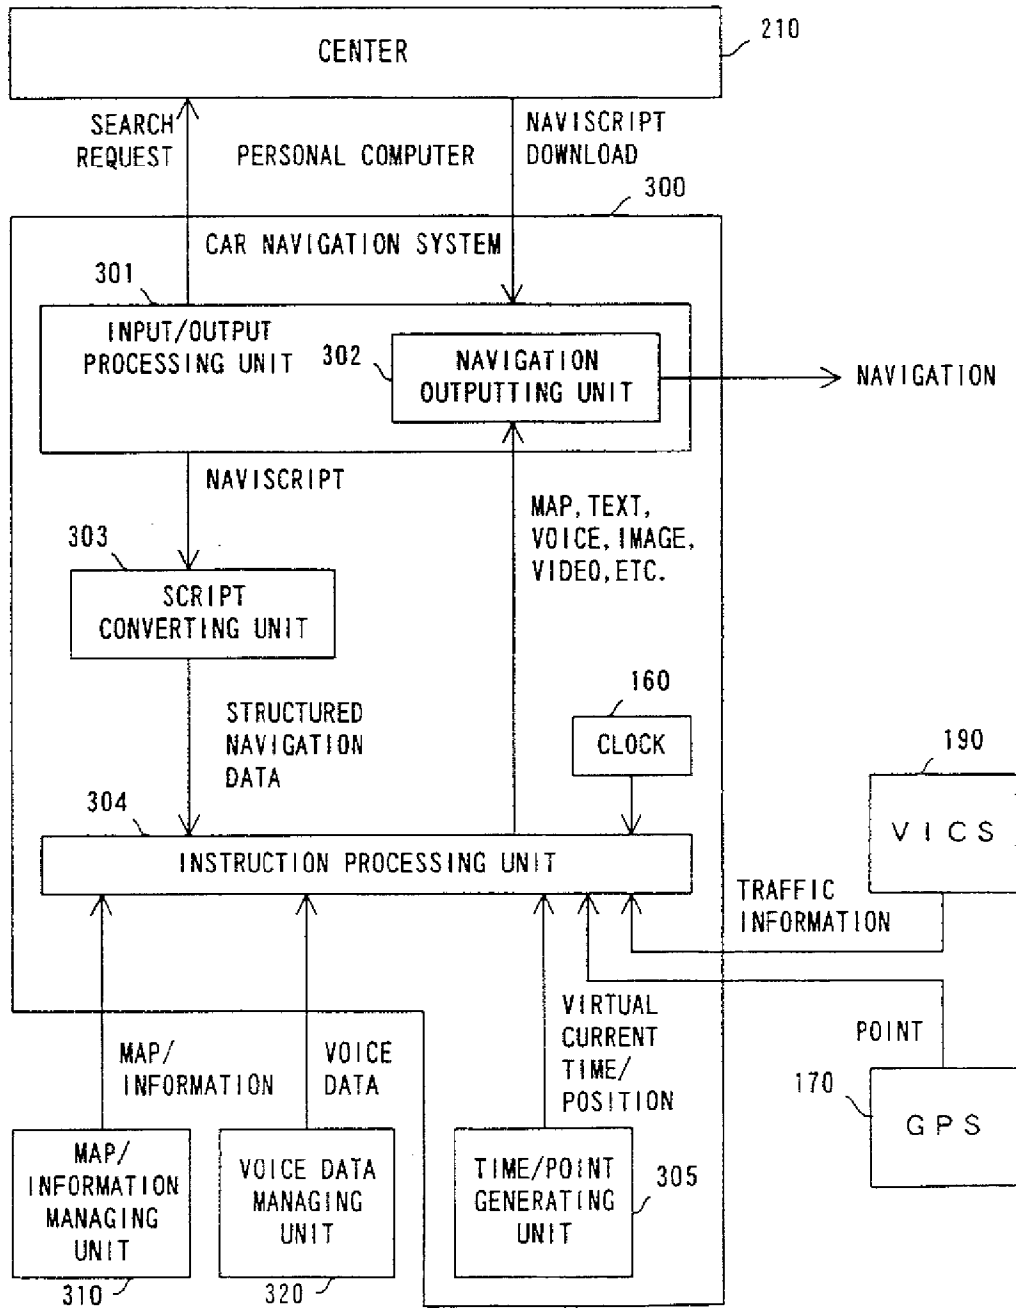 210
CENTER
SEARCH
REQUEST
PERSONAL COMPUTER
NAVISCRIPT
DOWNLOAD
300
CAR NAVIGATION SYSTEM
301
INPUT/OUTPUT
PROCESSING UNIT
302
NAVIGATION
OUTPUTTING UNIT
NAVIGATION
NAVISCRIPT
MAP, TEXT,
VOICE, IMAGE,
VIDEO, ETC.
303
SCRIPT
CONVERTING UNIT
STRUCTURED
NAVIGATION
DATA
160
CLOCK
190
VICS
304
INSTRUCTION PROCESSING UNIT
TRAFFIC
INFORMATION
MAP/
INFORMATION
VOICE
DATA
VIRTUAL
CURRENT
TIME/
POSITION
POINT
170
GPS
MAP/
INFORMATION
MANAGING
UNIT
310
VOICE DATA
MANAGING
UNIT
320
TIME/POINT
GENERATING
UNIT
305